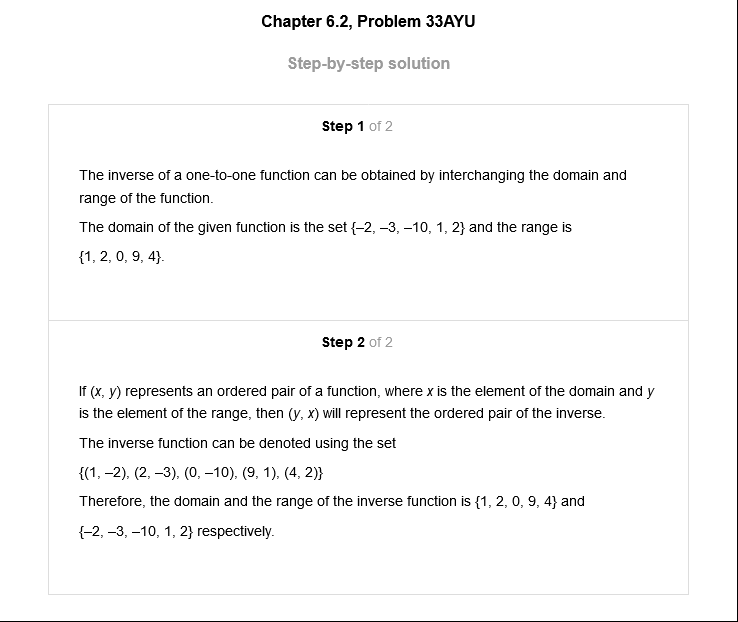 Chapter 6.2, Problem 33AYU
Step-by-step solution
Step 1 of 2
The inverse of a one-to-one function can be obtained by interchanging the domain and
range of the function.
The domain of the given function is the set {–2, –3, –10, 1, 2} and the range is
{1, 2, 0, 9, 4}.
Step 2 of 2
If (x, y) represents an ordered pair of a function, where x is the element of the domain and y
is the element of the range, then (y, x) will represent the ordered pair of the inverse.
The inverse function can be denoted using the set
{(1, –2), (2, –3), (0, –10), (9, 1), (4, 2)}
Therefore, the domain and the range of the inverse function is {1, 2, 0, 9, 4} and
{–2, –3, –10, 1, 2} respectively.